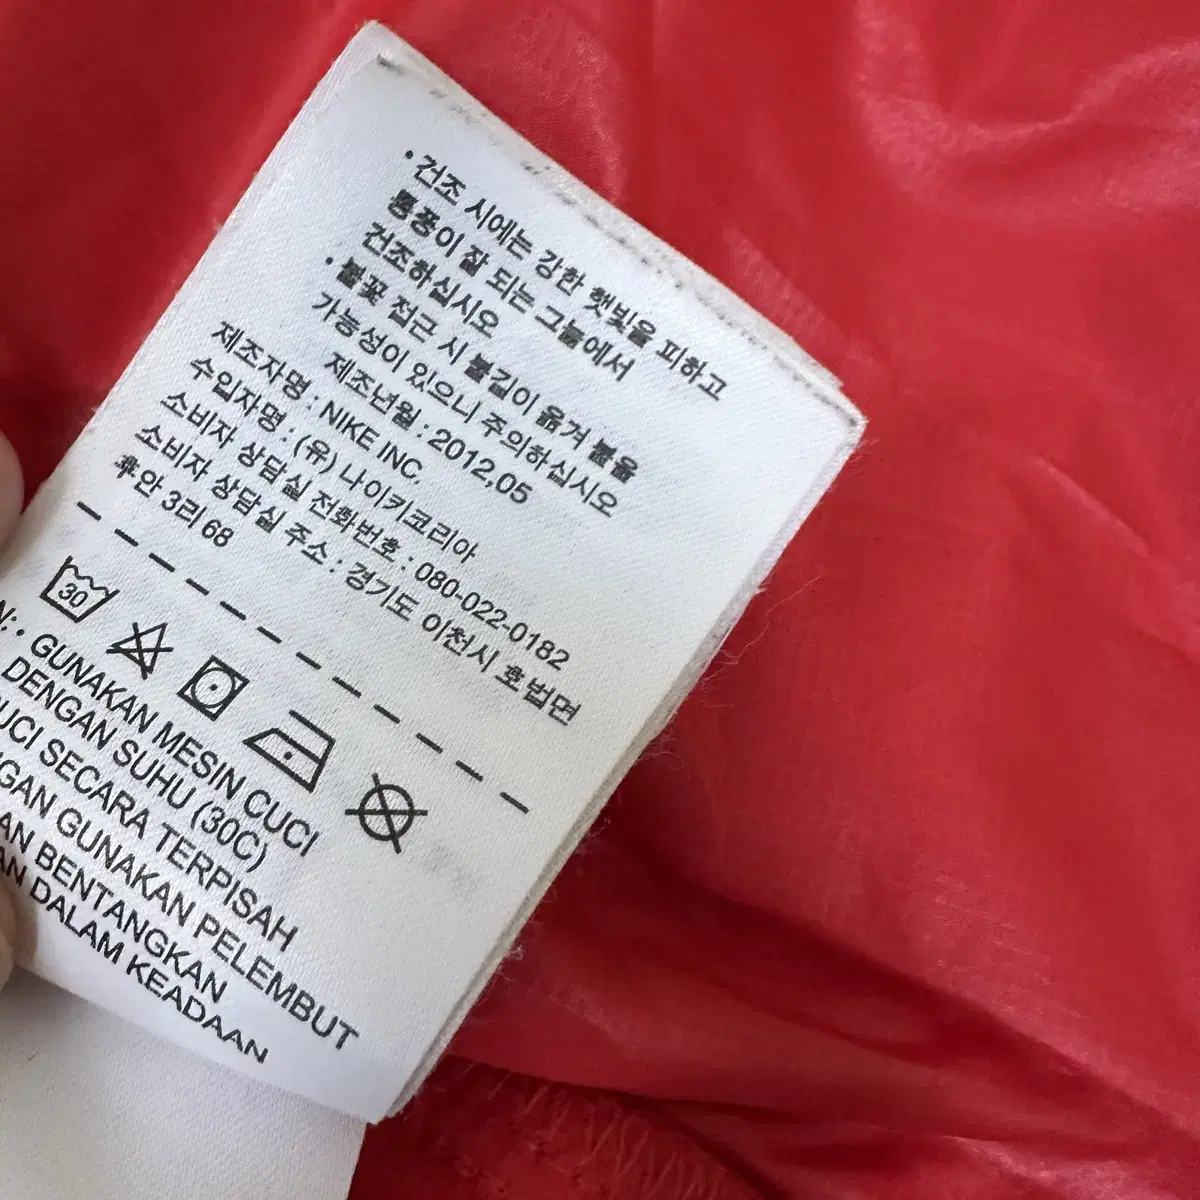 • 건조 시에는 강한 햇빛을 피하고
통풍이 잘 되는 그늘에서
건조하십시오
• 불꽃 접근 시 불길이 옮겨 붙을
가능성이 있으니 주의하십시오
제조년월 : 2012.05
제조자명 : NIKE INC.
수입자명 : (유) 나이키코리아
소비자 상담실 전화번호 : 080-022-0182
소비자 상담실 주소 : 경기도 이천시 호법면
후안 3리 68
30
N: • GUNAKAN MESIN CUCI
DENGAN SUHU (30C)
UCI SECARA TERPISAH
NGAN GUNAKAN PELEMBUT
AN BENTANGKAN
AN DALAM KEADAAN